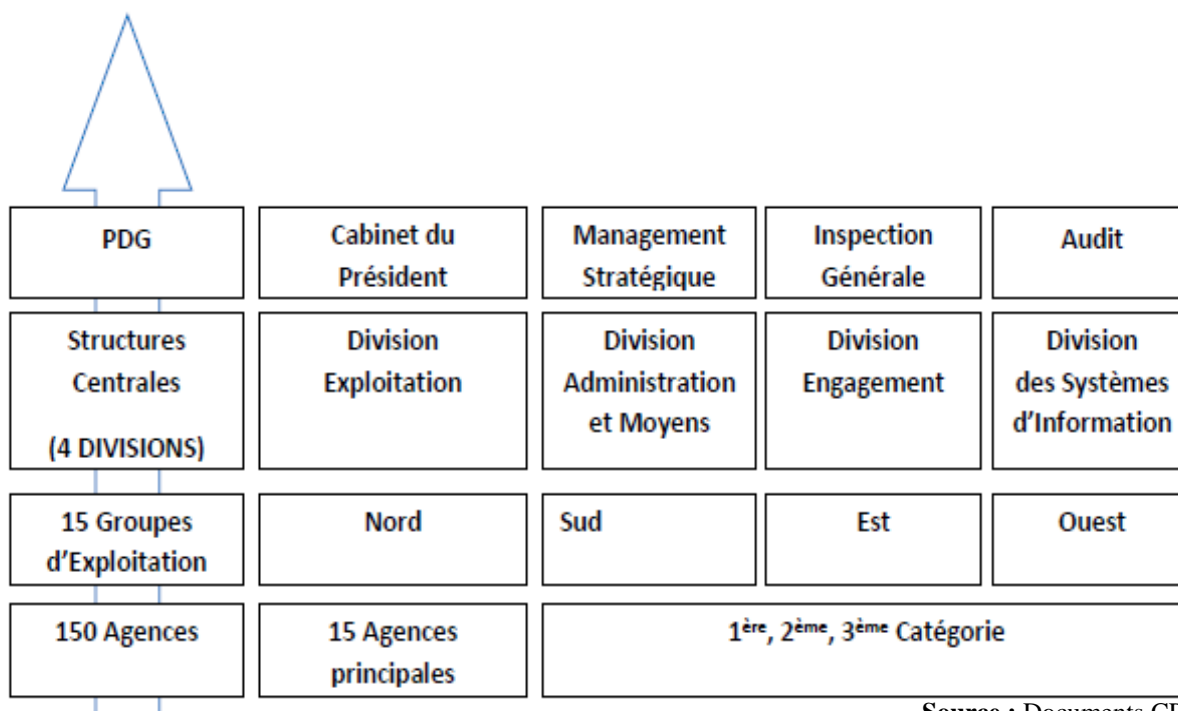 PDG
Cabinet du
Président
Management
Stratégique
Inspection
Générale
Audit
Structures
Centrales
(4 DIVISIONS)
Division
Exploitation
Division
Administration
et Moyens
Division
Engagement
Division
des Systèmes
d'Information
15 Groupes
d'Exploitation
Nord
Sud
Est
Ouest
150 Agences
15 Agences
principales
1ère, 2ème, 3ème Catégorie
Source : Documents